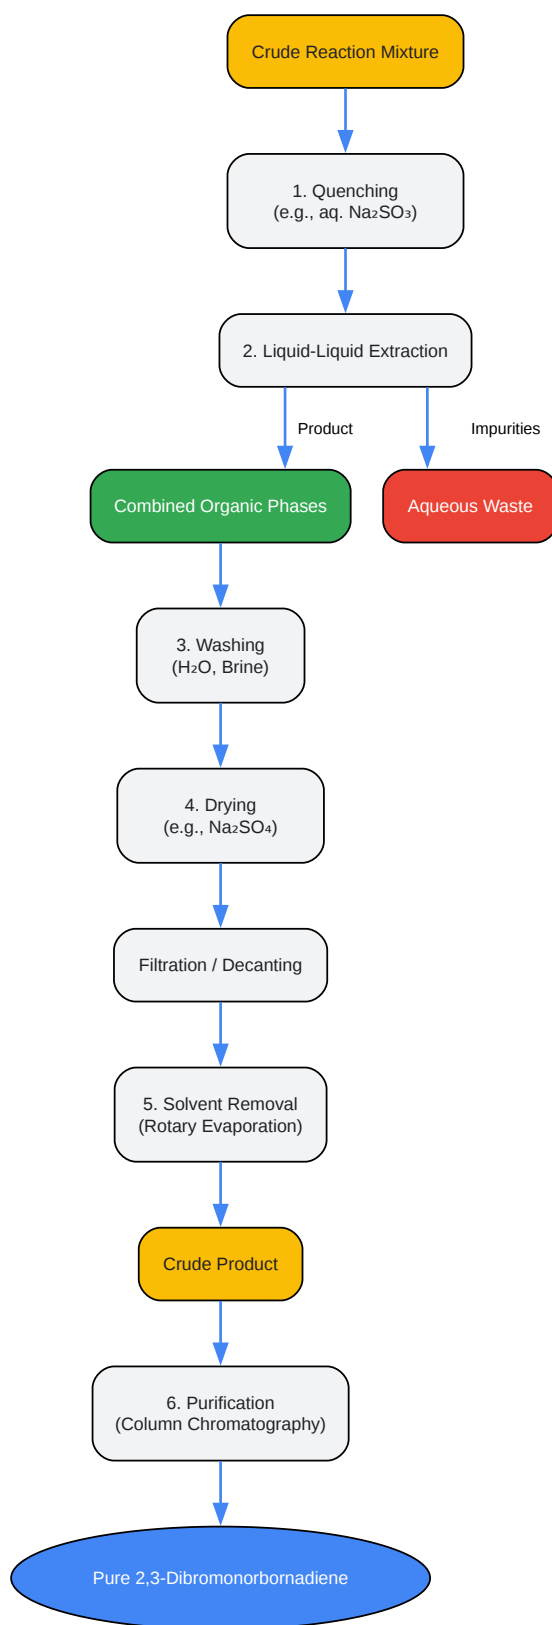 Crude Reaction Mixture
1. Quenching
(e.g., aq. Na₂SO₃)
2. Liquid-Liquid Extraction
Product
Impurities
Combined Organic Phases
Aqueous Waste
3. Washing
(H₂O, Brine)
4. Drying
(e.g., Na₂SO₄)
Filtration / Decanting
5. Solvent Removal
(Rotary Evaporation)
Crude Product
6. Purification
(Column Chromatography)
Pure 2,3-Dibromonorbornadiene